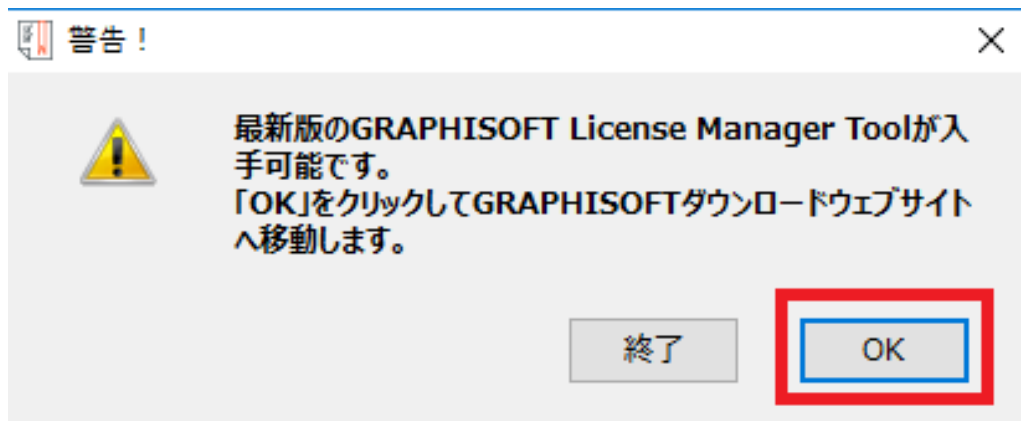 警告！
最新版のGRAPHISOFT License Manager Toolが入
手可能です。
「OK」をクリックしてGRAPHISOFTダウンロードウェブサイト
へ移動します。
終了
OK